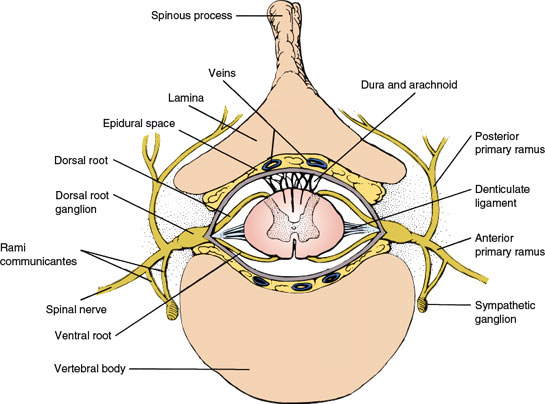 Spinous process
Veins
Lamina
Dura and arachnoid
Epidural space
Dorsal root
Posterior
primary ramus
Dorsal root
ganglion
Denticulate
ligament
Rami
communicantes
Anterior
primary ramus
Spinal nerve
Sympathetic
ganglion
Ventral root
Vertebral body